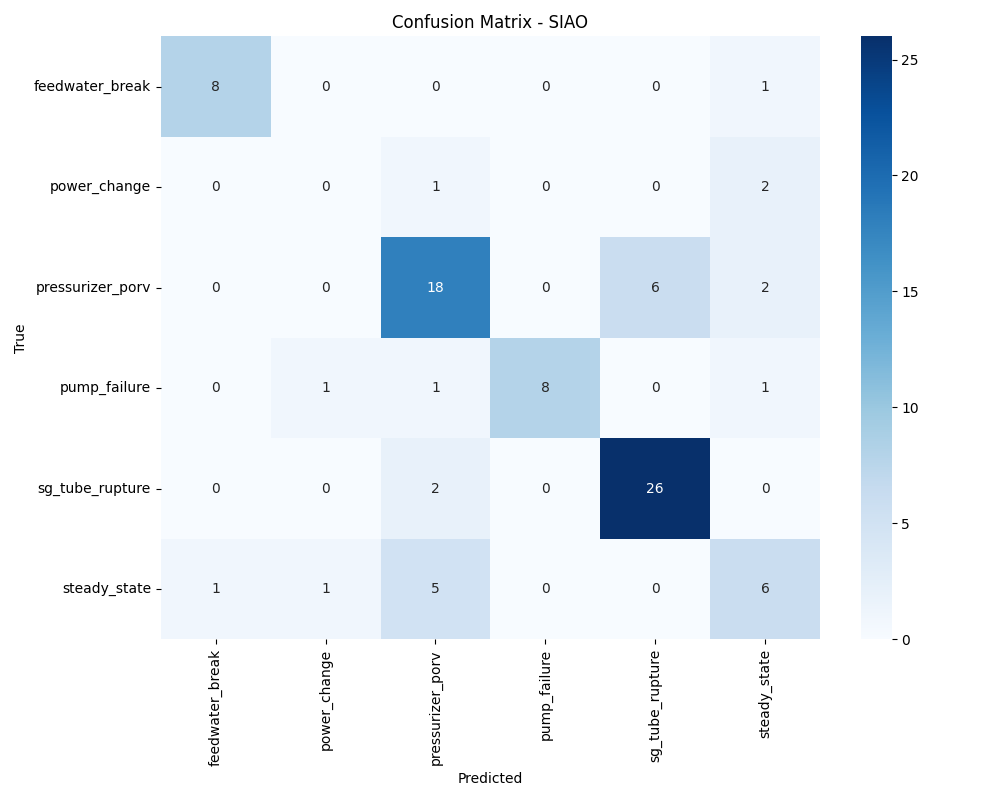 Confusion Matrix - SIAO
True
feedwater_break 8 0 0 0 0 1
power_change 0 0 1 0 0 2
pressurizer_porv 0 0 18 0 6 2
pump_failure 0 1 1 8 0 1
sg_tube_rupture 0 0 2 0 26 0
steady_state 1 1 5 0 0 6
feedwater_break
power_change
pressurizer_porv
pump_failure
sg_tube_rupture
steady_state
Predicted
25
20
15
10
5
0